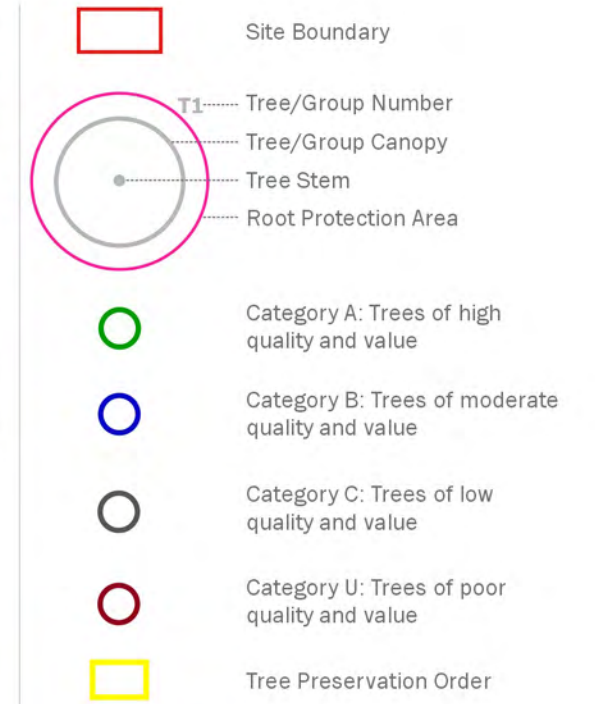 Site Boundary
T1
Tree/Group Number
Tree/Group Canopy
Tree Stem
Root Protection Area
Category A: Trees of high
quality and value
Category B: Trees of moderate
quality and value
Category C: Trees of low
quality and value
Category U: Trees of poor
quality and value
Tree Preservation Order